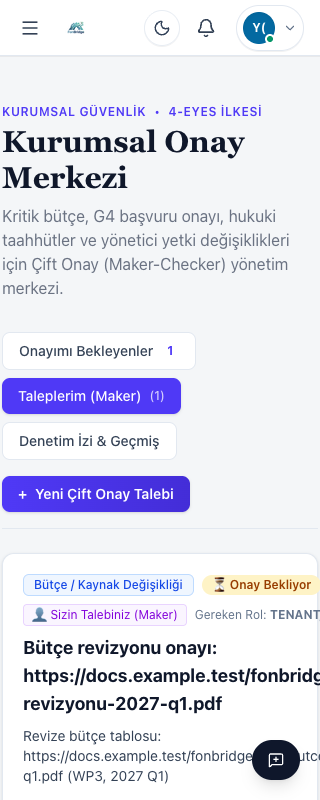 Y(
KURUMSAL GÜVENLİK • 4-EYES İLKESİ
Kurumsal Onay
Merkezi
Kritik bütçe, G4 başvuru onayı, hukuki
taahhütler ve yönetici yetki değişiklikleri
için Çift Onay (Maker-Checker) yönetim
merkezi.
Onayımı Bekleyenler 1
Taleplerim (Maker) (1)
Denetim İzi & Geçmiş
+ Yeni Çift Onay Talebi
Bütçe / Kaynak Değişikliği ⏳ Onay Bekliyor
👤 Sizin Talebiniz (Maker) Gereken Rol: TENANT
Bütçe revizyonu onayı:
https://docs.example.test/fonbridg
revizyonu-2027-q1.pdf
Revize bütçe tablosu:
https://docs.example.test/fonbridge
q1.pdf (WP3, 2027 Q1)